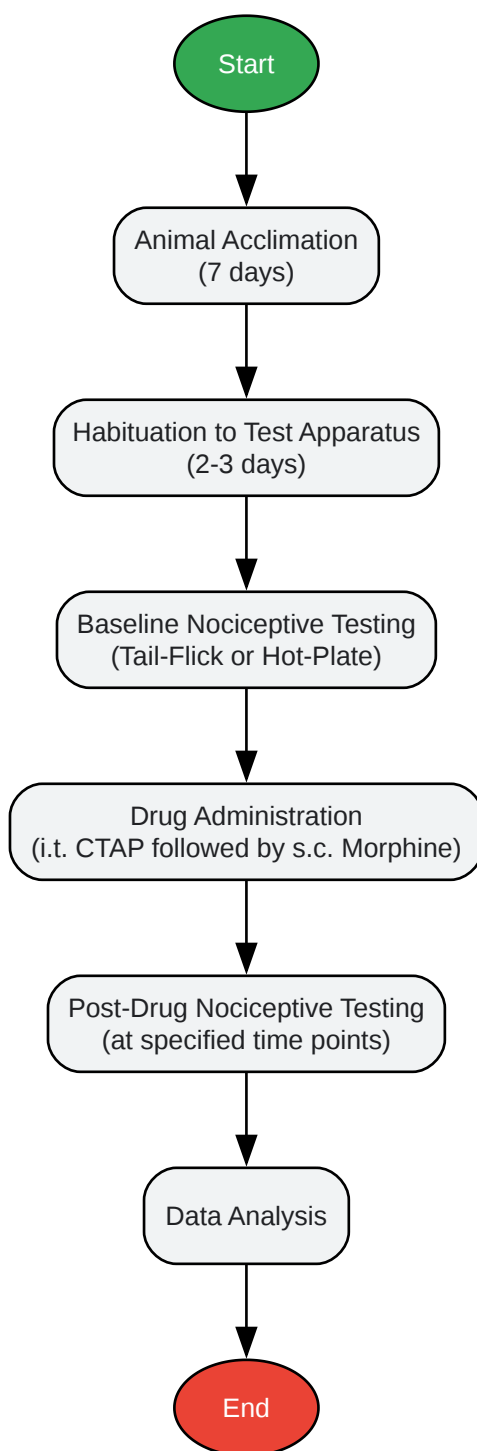 Start
Animal Acclimation
(7 days)
Habituation to Test Apparatus
(2-3 days)
Baseline Nociceptive Testing
(Tail-Flick or Hot-Plate)
Drug Administration
(i.t. CTAP followed by s.c. Morphine)
Post-Drug Nociceptive Testing
(at specified time points)
Data Analysis
End